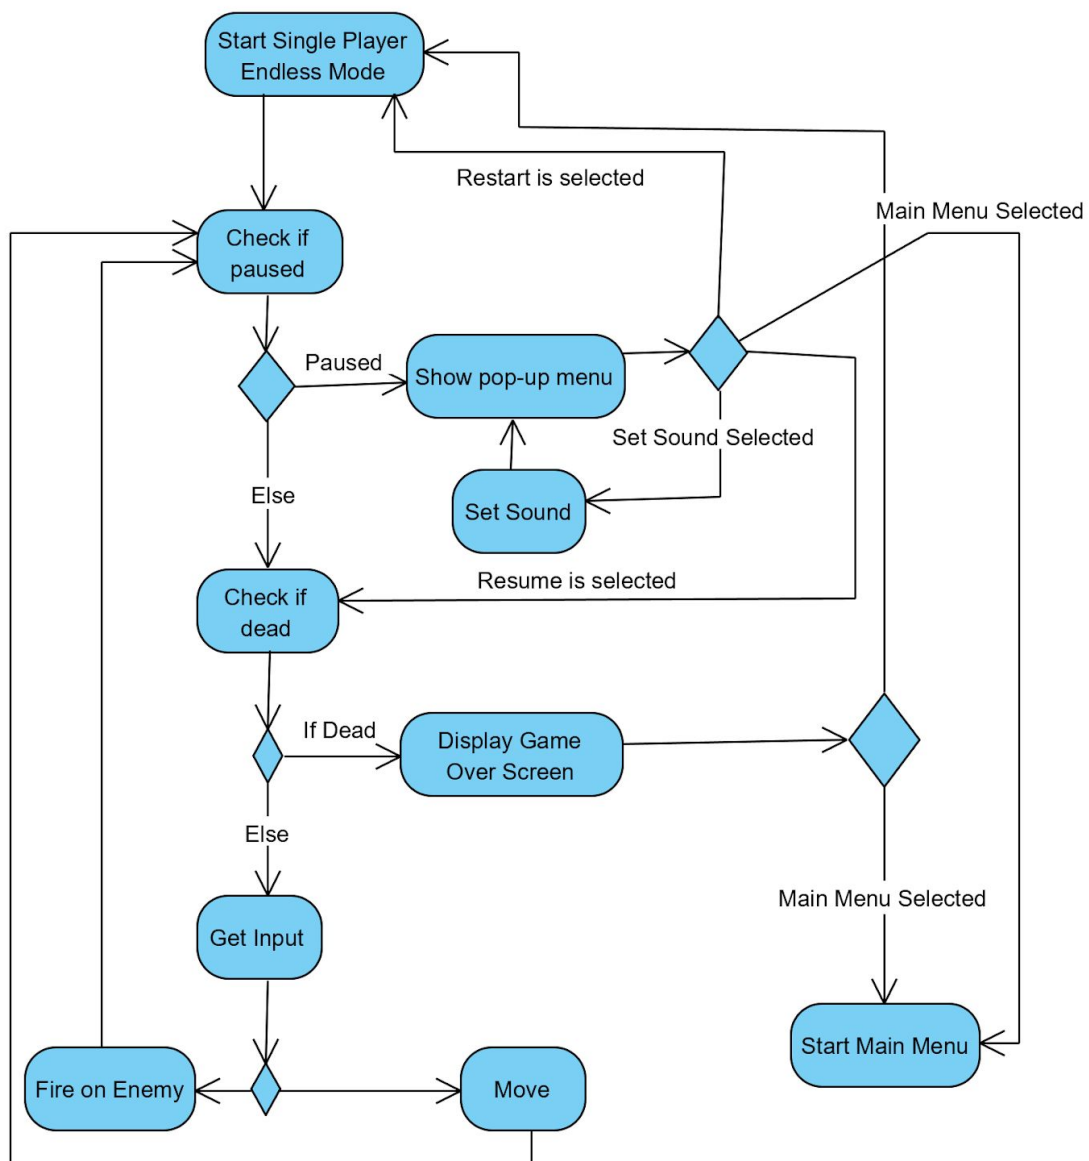 Start Single Player
Endless Mode
Restart is selected
Main Menu Selected
Check if
paused
Paused
Show pop-up menu
Set Sound Selected
Else
Set Sound
Resume is selected
Check if
dead
If Dead
Display Game
Over Screen
Else
Main Menu Selected
Get Input
Start Main Menu
Fire on Enemy
Move